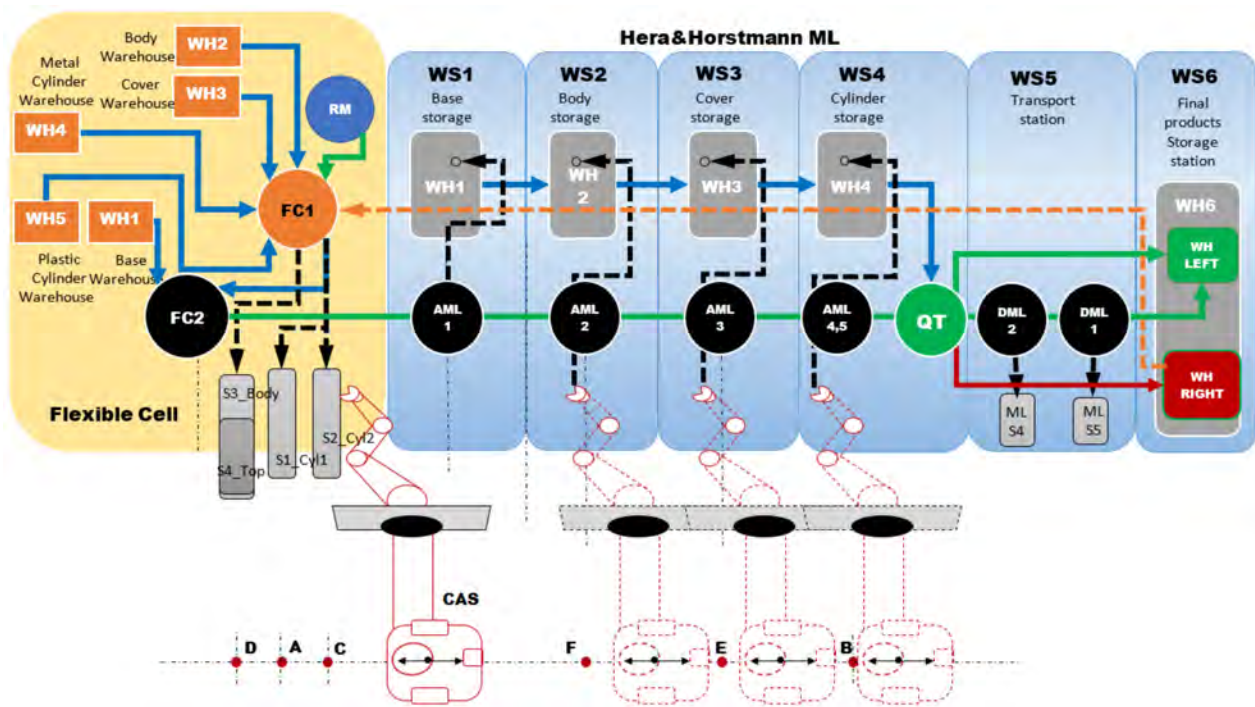 Hera&Horstmann ML
Body
Warehouse
WH2
Metal
Cylinder
Warehouse
Cover
Warehouse
WH3
RM
WH4
WH5
WH1
FC1
Plastic
Cylinder
Warehouse
Base
Warehouse
FC2
Flexible Cell
S3_Body
S4_Top
S1_Cyl1
S2_Cyl2
WS1
Base
storage
WH1
AML
1
WS2
Body
storage
WH
2
AML
2
WS3
Cover
storage
WH3
AML
3
WS4
Cylinder
storage
WH4
AML
4,5
QT
WS5
Transport
station
DML
2
DML
1
ML
S4
ML
S5
WS6
Final
products
Storage
station
WH6
WH
LEFT
WH
RIGHT
CAS
D
A
C
F
E
B